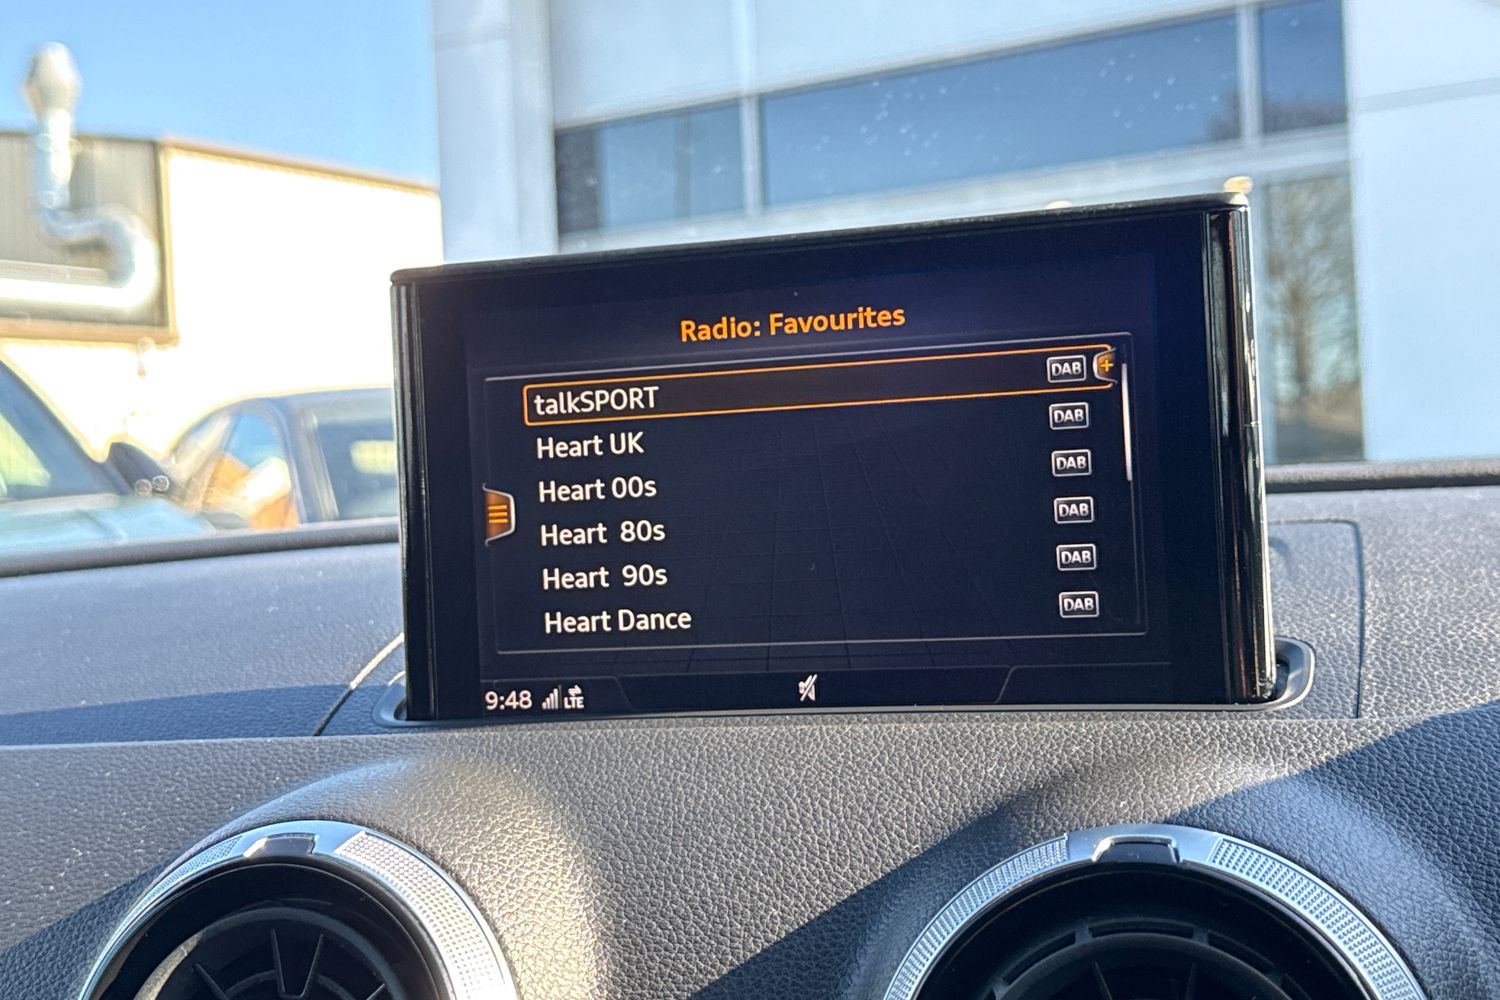 Radio: Favourites
talkSPORT DAB +
Heart UK DAB
Heart 00s DAB
Heart 80s DAB
Heart 90s DAB
Heart Dance DAB
9:48 LTE